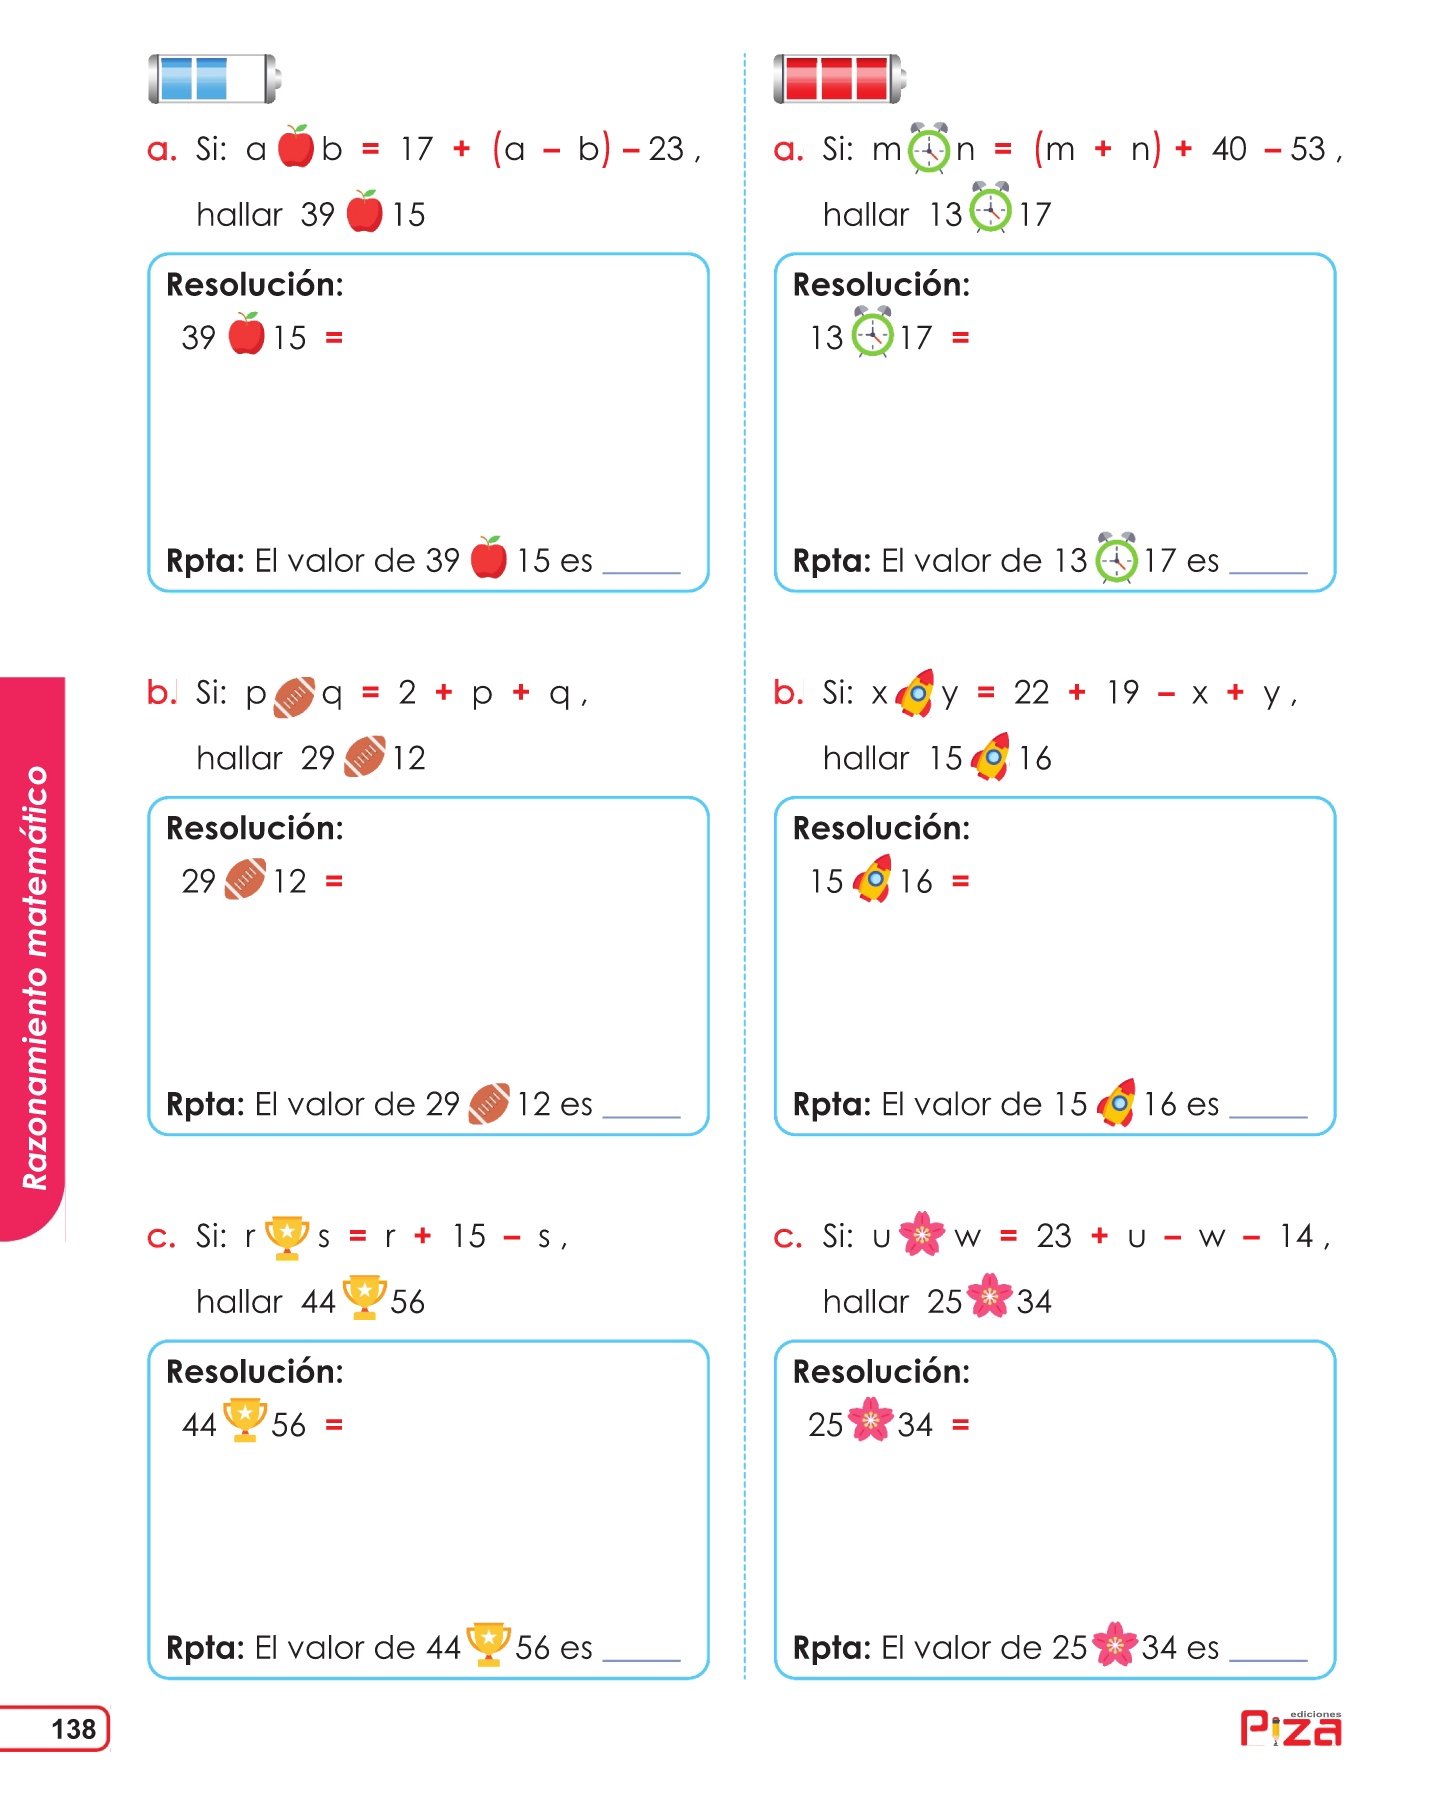 a. Si: a b = 17 + (a – b) – 23 ,
hallar 39 15
Resolución:
39 15 =
Rpta: El valor de 39 15 es _____
b. Si: p q = 2 + p + q ,
hallar 29 12
Resolución:
29 12 =
Rpta: El valor de 29 12 es _____
c. Si: r s = r + 15 – s ,
hallar 44 56
Resolución:
44 56 =
Rpta: El valor de 44 56 es _____
a. Si: m n = (m + n) + 40 – 53 ,
hallar 13 17
Resolución:
13 17 =
Rpta: El valor de 13 17 es _____
b. Si: x y = 22 + 19 – x + y ,
hallar 15 16
Resolución:
15 16 =
Rpta: El valor de 15 16 es _____
c. Si: u w = 23 + u – w – 14 ,
hallar 25 34
Resolución:
25 34 =
Rpta: El valor de 25 34 es _____
Razonamiento matemático
138
ediciones
Piza